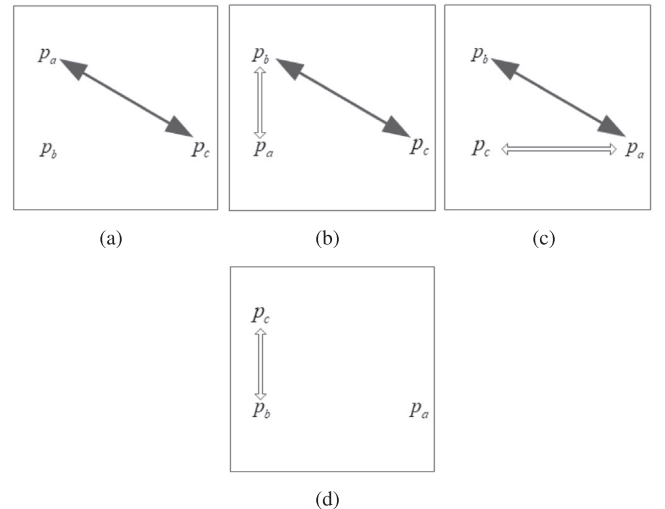 p_a p_b p_b
p_b p_c p_a p_c p_c p_a
(a) (b) (c)
p_c
p_b p_a
(d)